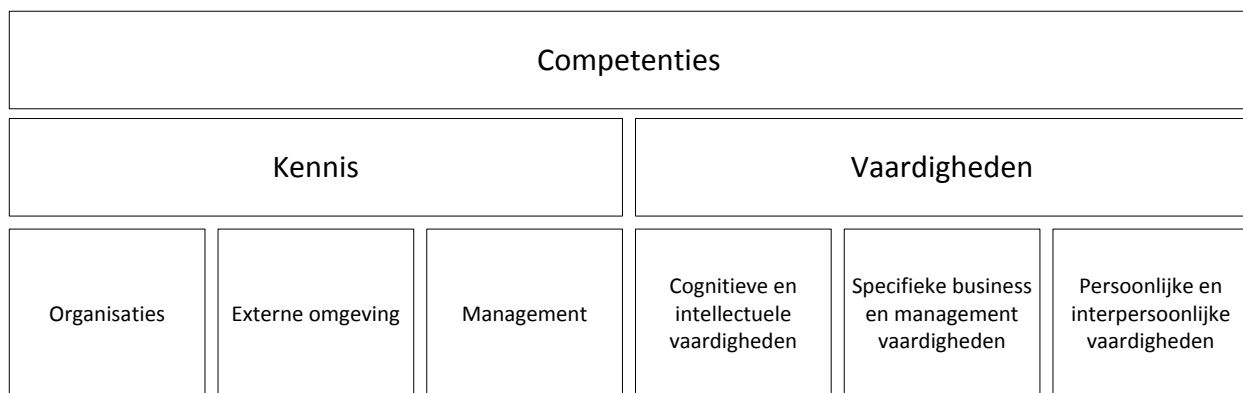 Competenties
Kennis
Vaardigheden
Organisaties
Externe omgeving
Management
Cognitieve en
intellectuele
vaardigheden
Specifieke business
en management
vaardigheden
Persoonlijke en
interpersoonlijke
vaardigheden